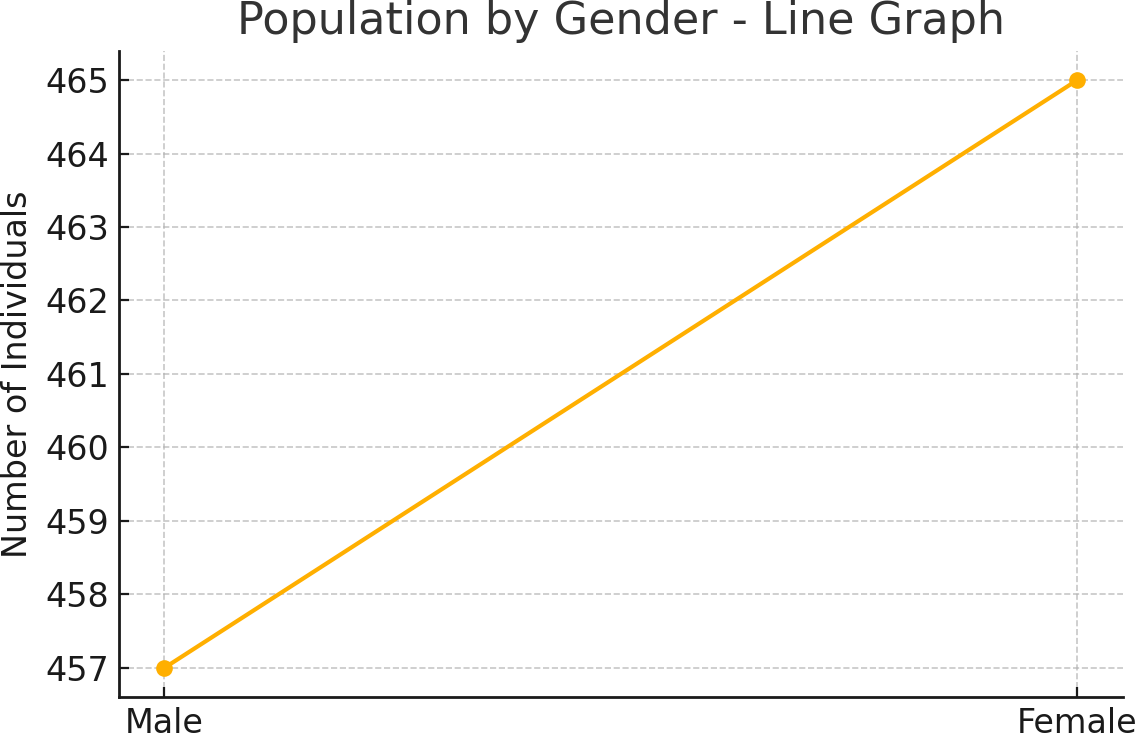 Population by Gender - Line Graph
Number of Individuals
465
464
463
462
461
460
459
458
457
Male
Female